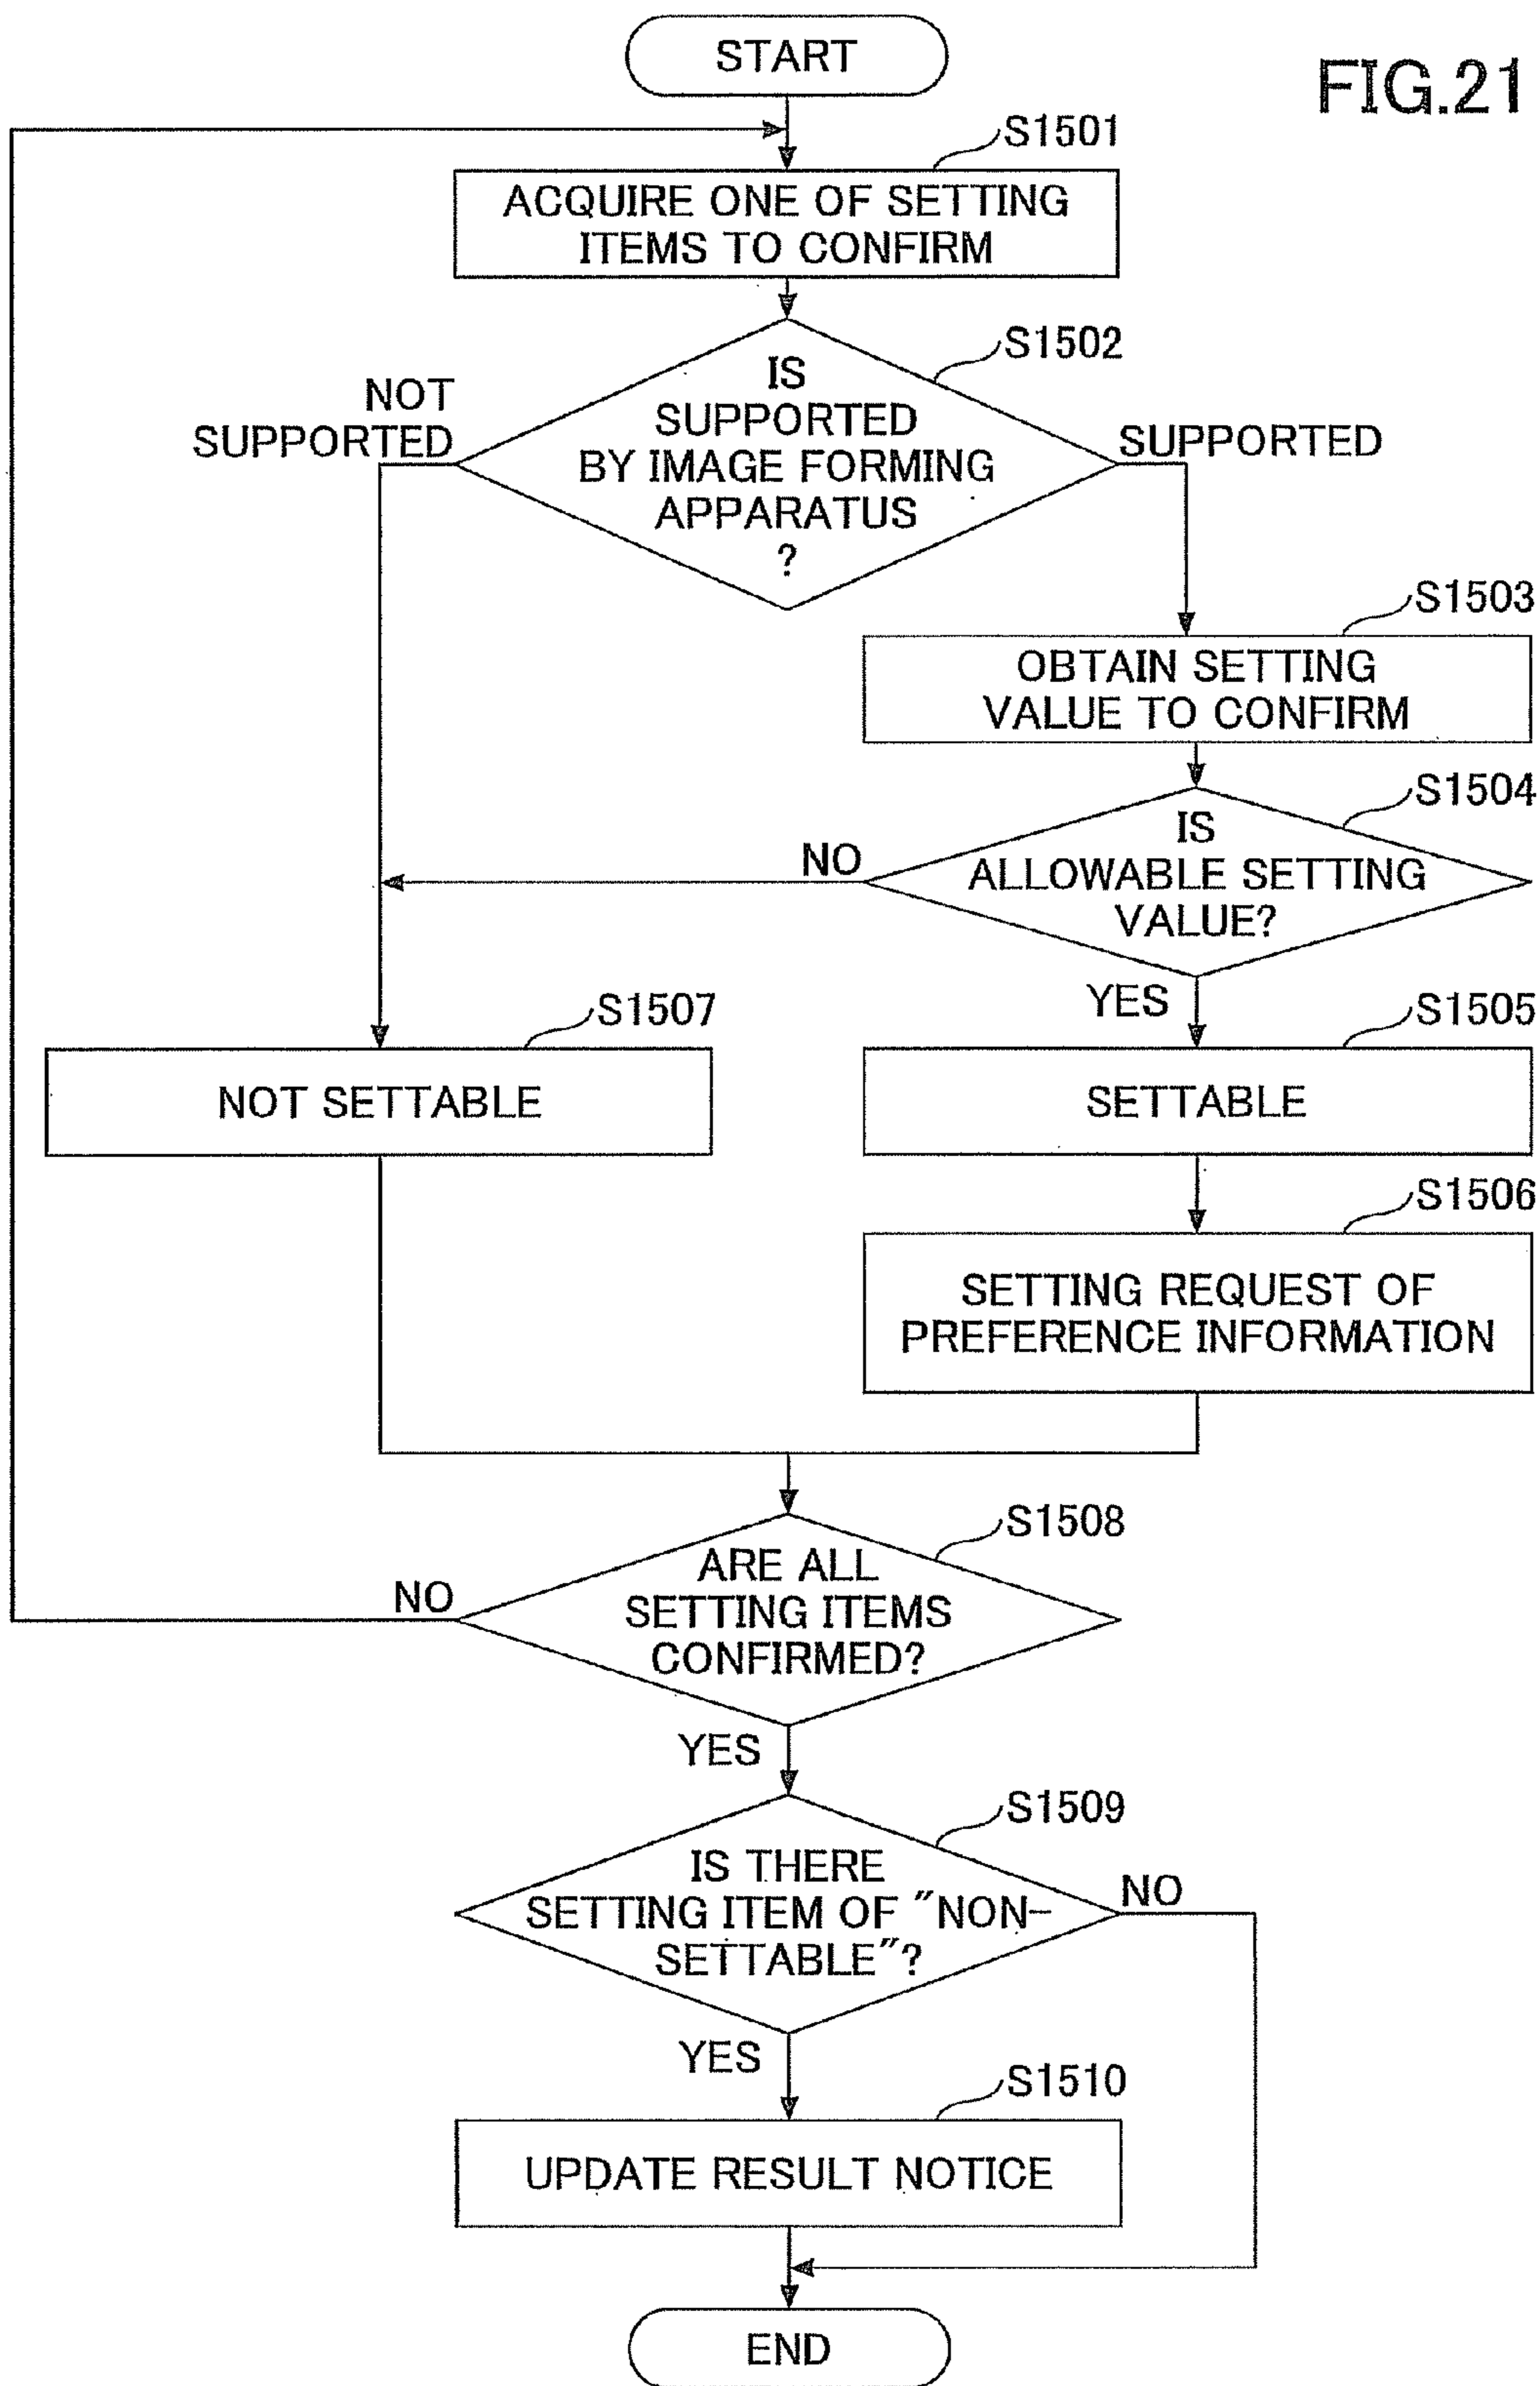 START
FIG.21
S1501
ACQUIRE ONE OF SETTING
ITEMS TO CONFIRM
S1502
IS
SUPPORTED
BY IMAGE FORMING
APPARATUS
?
NOT
SUPPORTED
SUPPORTED
S1503
OBTAIN SETTING
VALUE TO CONFIRM
S1504
IS
ALLOWABLE SETTING
VALUE?
NO
YES
S1507
NOT SETTABLE
S1505
SETTABLE
S1506
SETTING REQUEST OF
PREFERENCE INFORMATION
S1508
ARE ALL
SETTING ITEMS
CONFIRMED?
NO
YES
S1509
IS THERE
SETTING ITEM OF "NON-
SETTABLE"?
NO
YES
S1510
UPDATE RESULT NOTICE
END